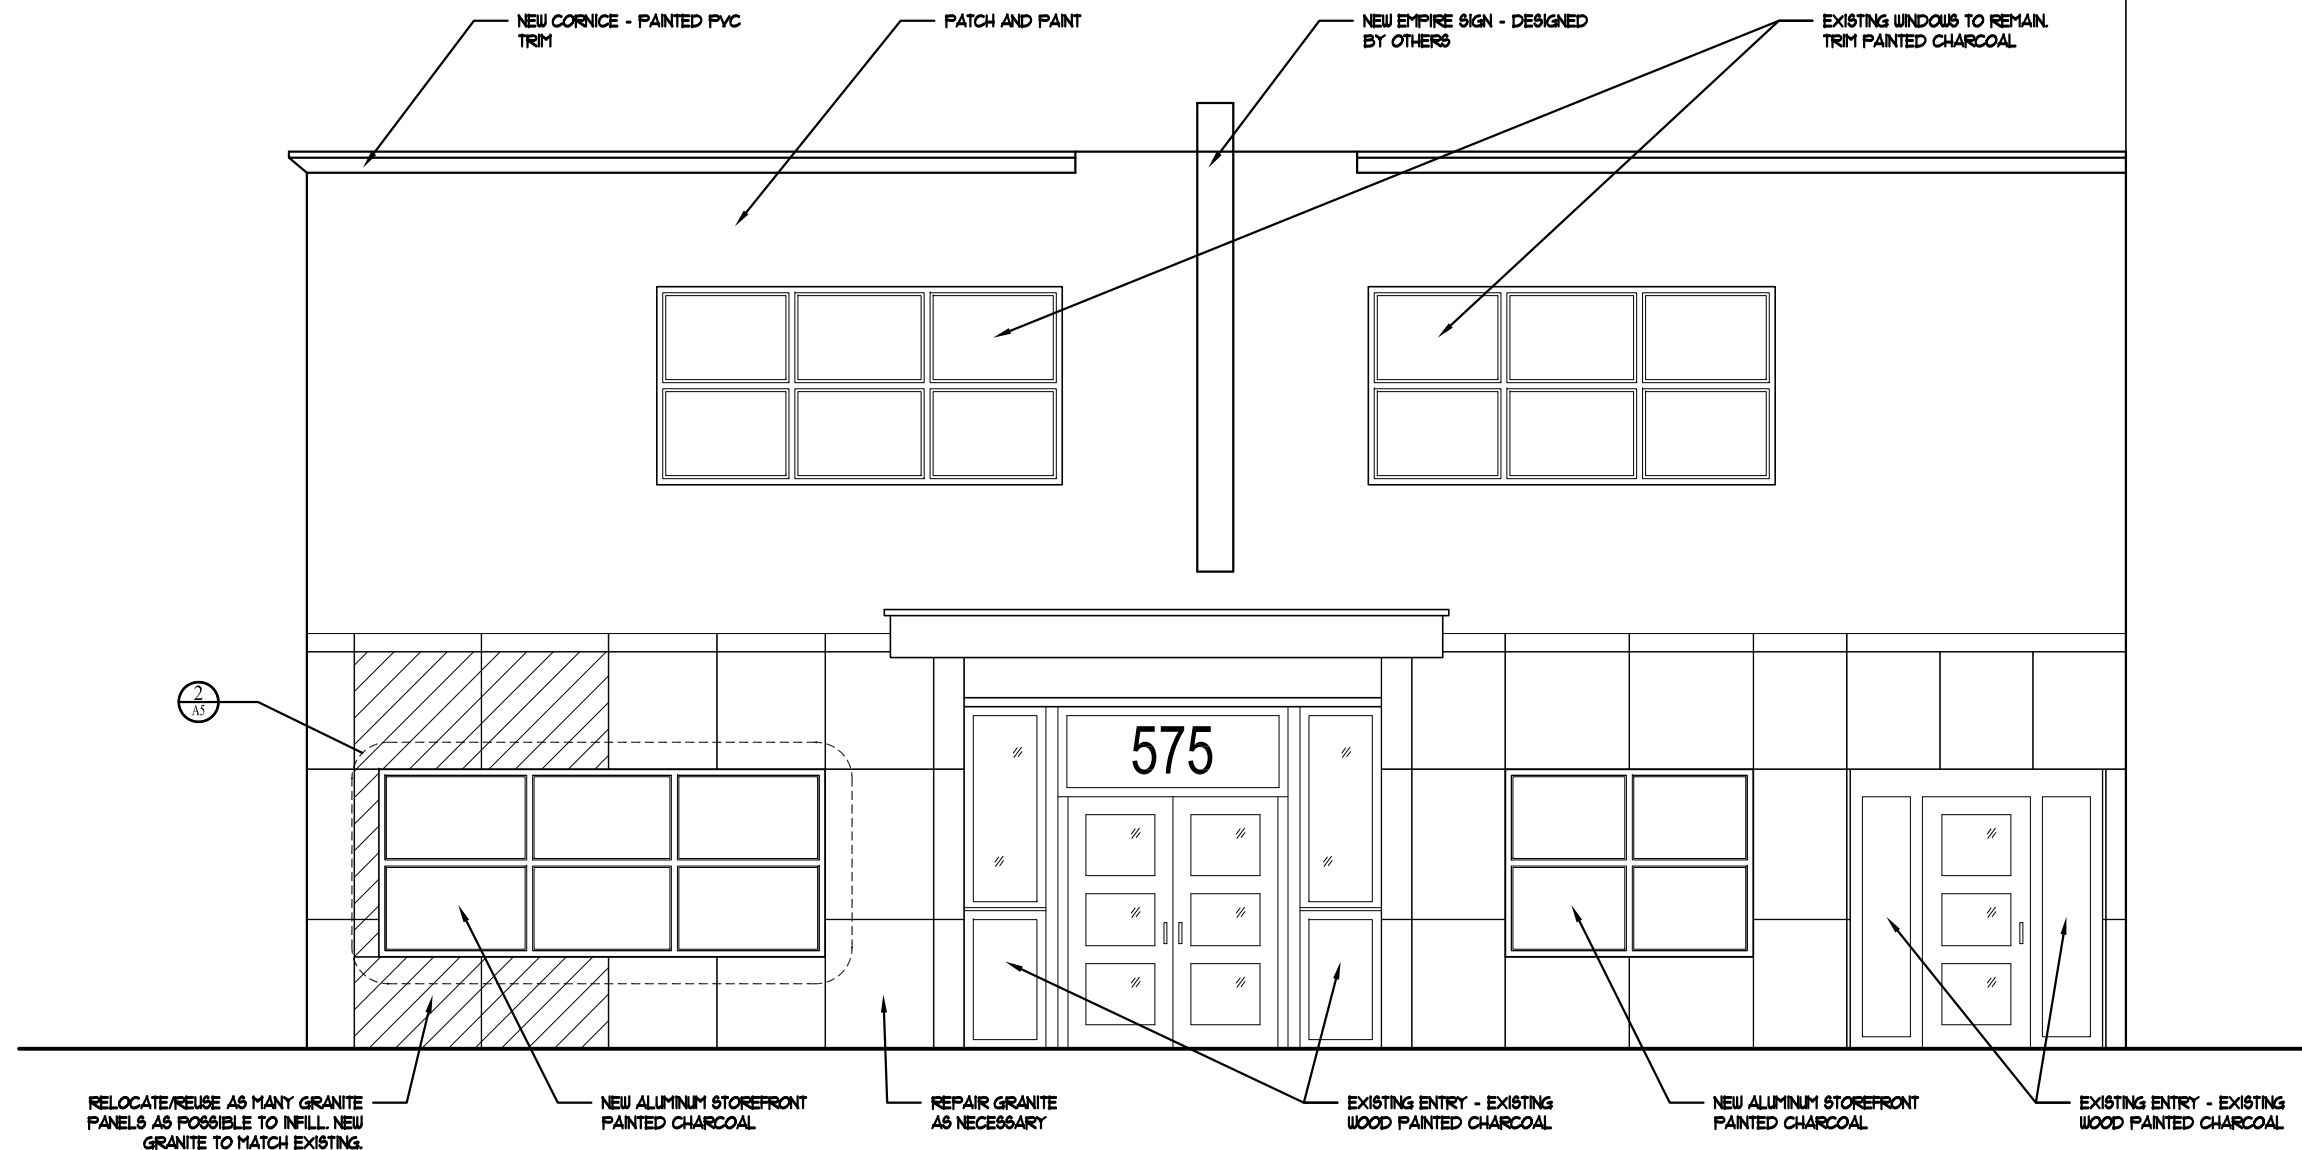 NEW CORNICE - PAINTED PVC
TRIM
PATCH AND PAINT
NEW EMPIRE SIGN - DESIGNED
BY OTHERS
EXISTING WINDOWS TO REMAIN.
TRIM PAINTED CHARCOAL
2
A5
575
RELOCATE/REUSE AS MANY GRANITE
PANELS AS POSSIBLE TO INFILL. NEW
GRANITE TO MATCH EXISTING.
NEW ALUMINUM STOREFRONT
PAINTED CHARCOAL
REPAIR GRANITE
AS NECESSARY
EXISTING ENTRY - EXISTING
WOOD PAINTED CHARCOAL
NEW ALUMINUM STOREFRONT
PAINTED CHARCOAL
EXISTING ENTRY - EXISTING
WOOD PAINTED CHARCOAL